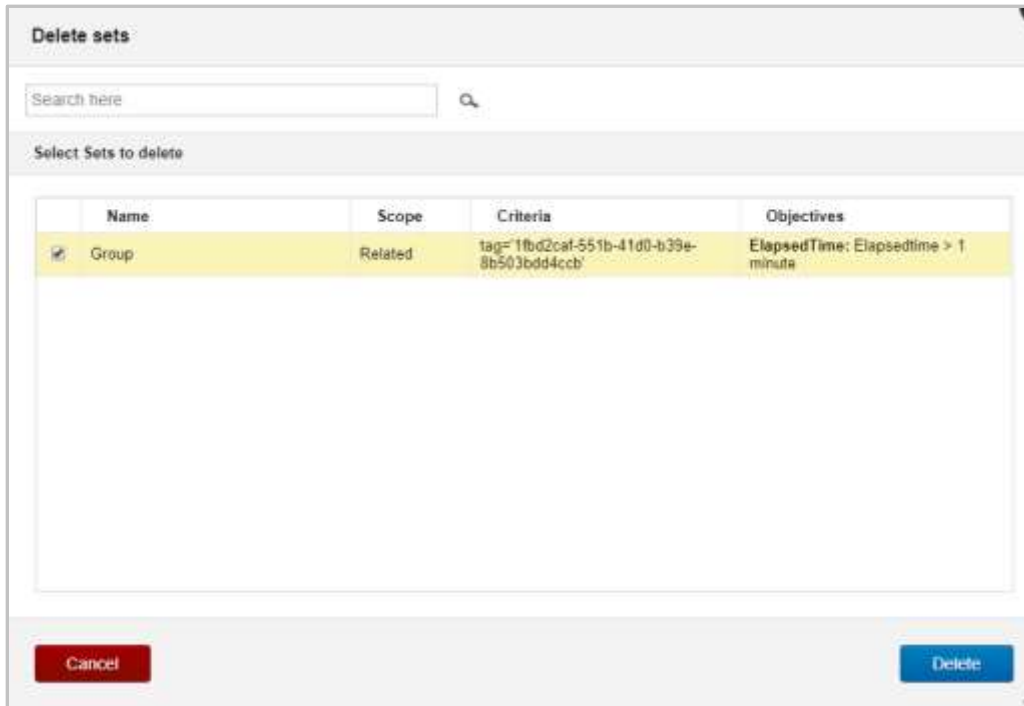 Delete sets
Search here
Select Sets to delete
Name Scope Criteria Objectives
Group Related tag='1fbd2caf-551b-41d0-b39e- ElapsedTime: Elapsedtime > 1
8b503bdd4ccb' minute
Cancel Delete